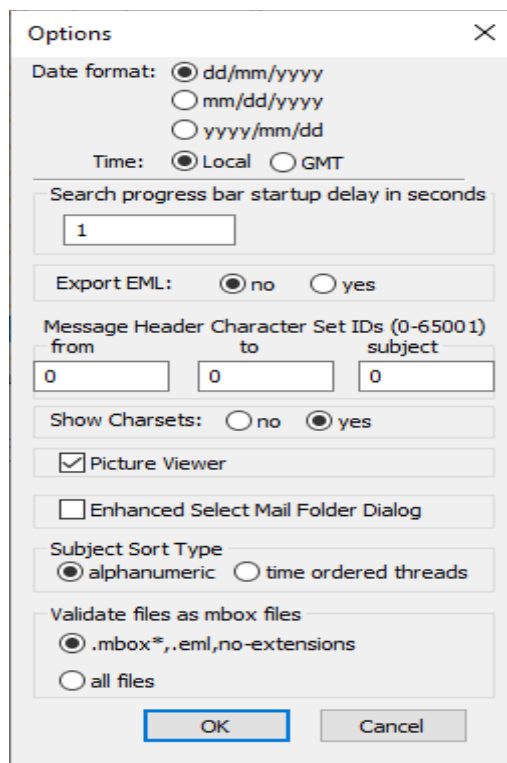 Options
Date format: dd/mm/yyyy
mm/dd/yyyy
yyyy/mm/dd
Time: Local GMT
Search progress bar startup delay in seconds
1
Export EML: no yes
Message Header Character Set IDs (0-65001)
from to subject
0 0 0
Show Charsets: no yes
Picture Viewer
Enhanced Select Mail Folder Dialog
Subject Sort Type
alphanumeric time ordered threads
Validate files as mbox files
.mbox*,.eml,no-extensions
all files
OK Cancel